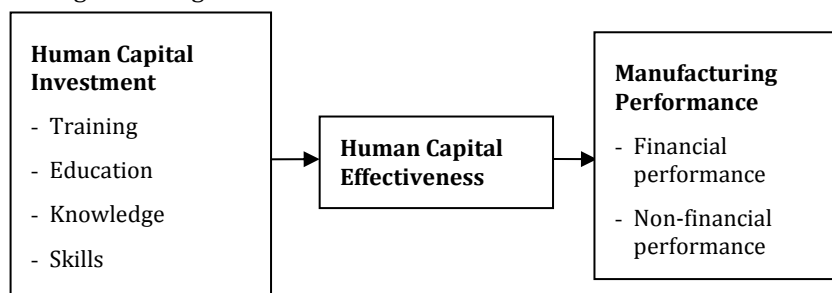 Human Capital
Investment
- Training
- Education
- Knowledge
- Skills
Human Capital
Effectiveness
Manufacturing
Performance
- Financial
performance
- Non-financial
performance